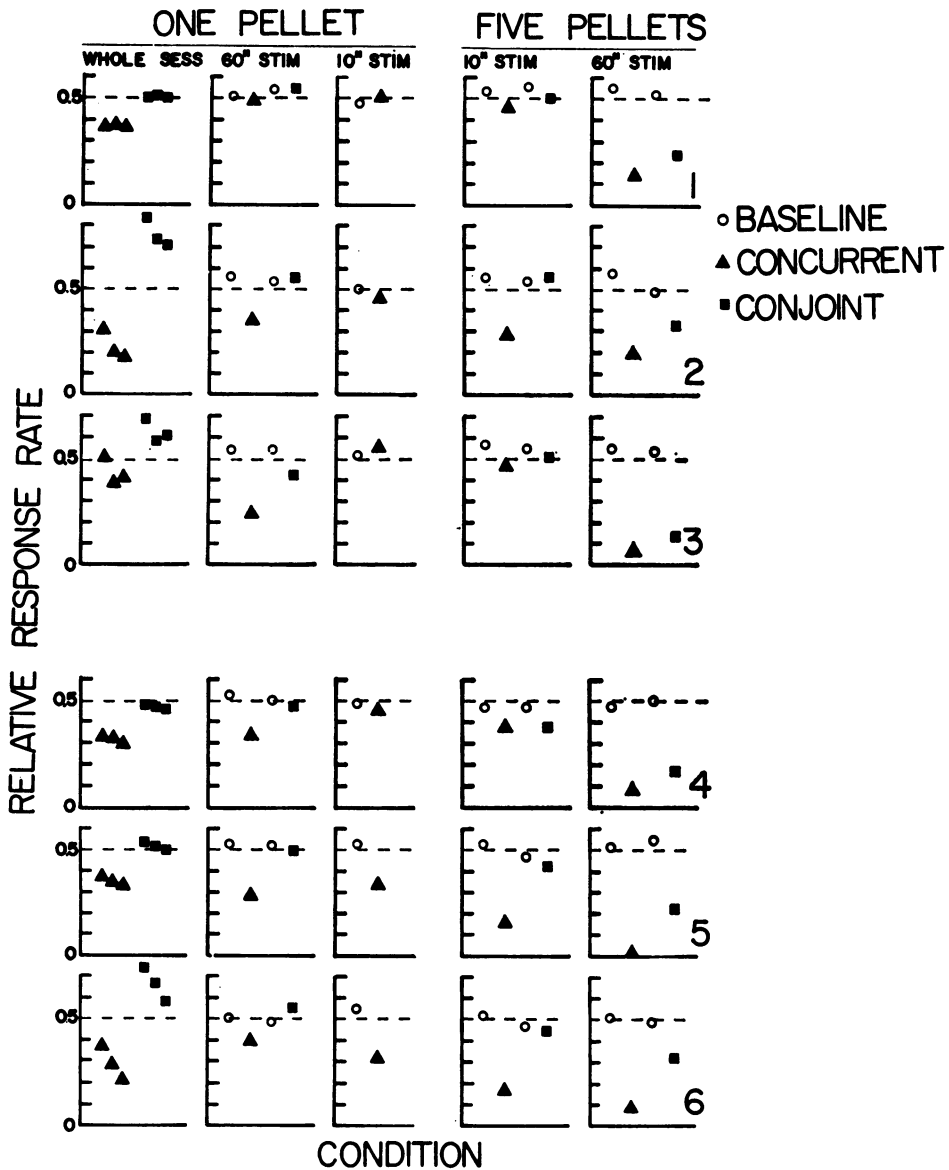 ONE PELLET FIVE PELLETS
WHOLE SESS 60" STIM 10" STIM 10" STIM 60" STIM
0.5
0
1
BASELINE
CONCURRENT
CONJOINT
0.5
0
2
0.5
0
3
RELATIVE RESPONSE RATE
0.5
0
4
0.5
0
5
0.5
0
6
CONDITION